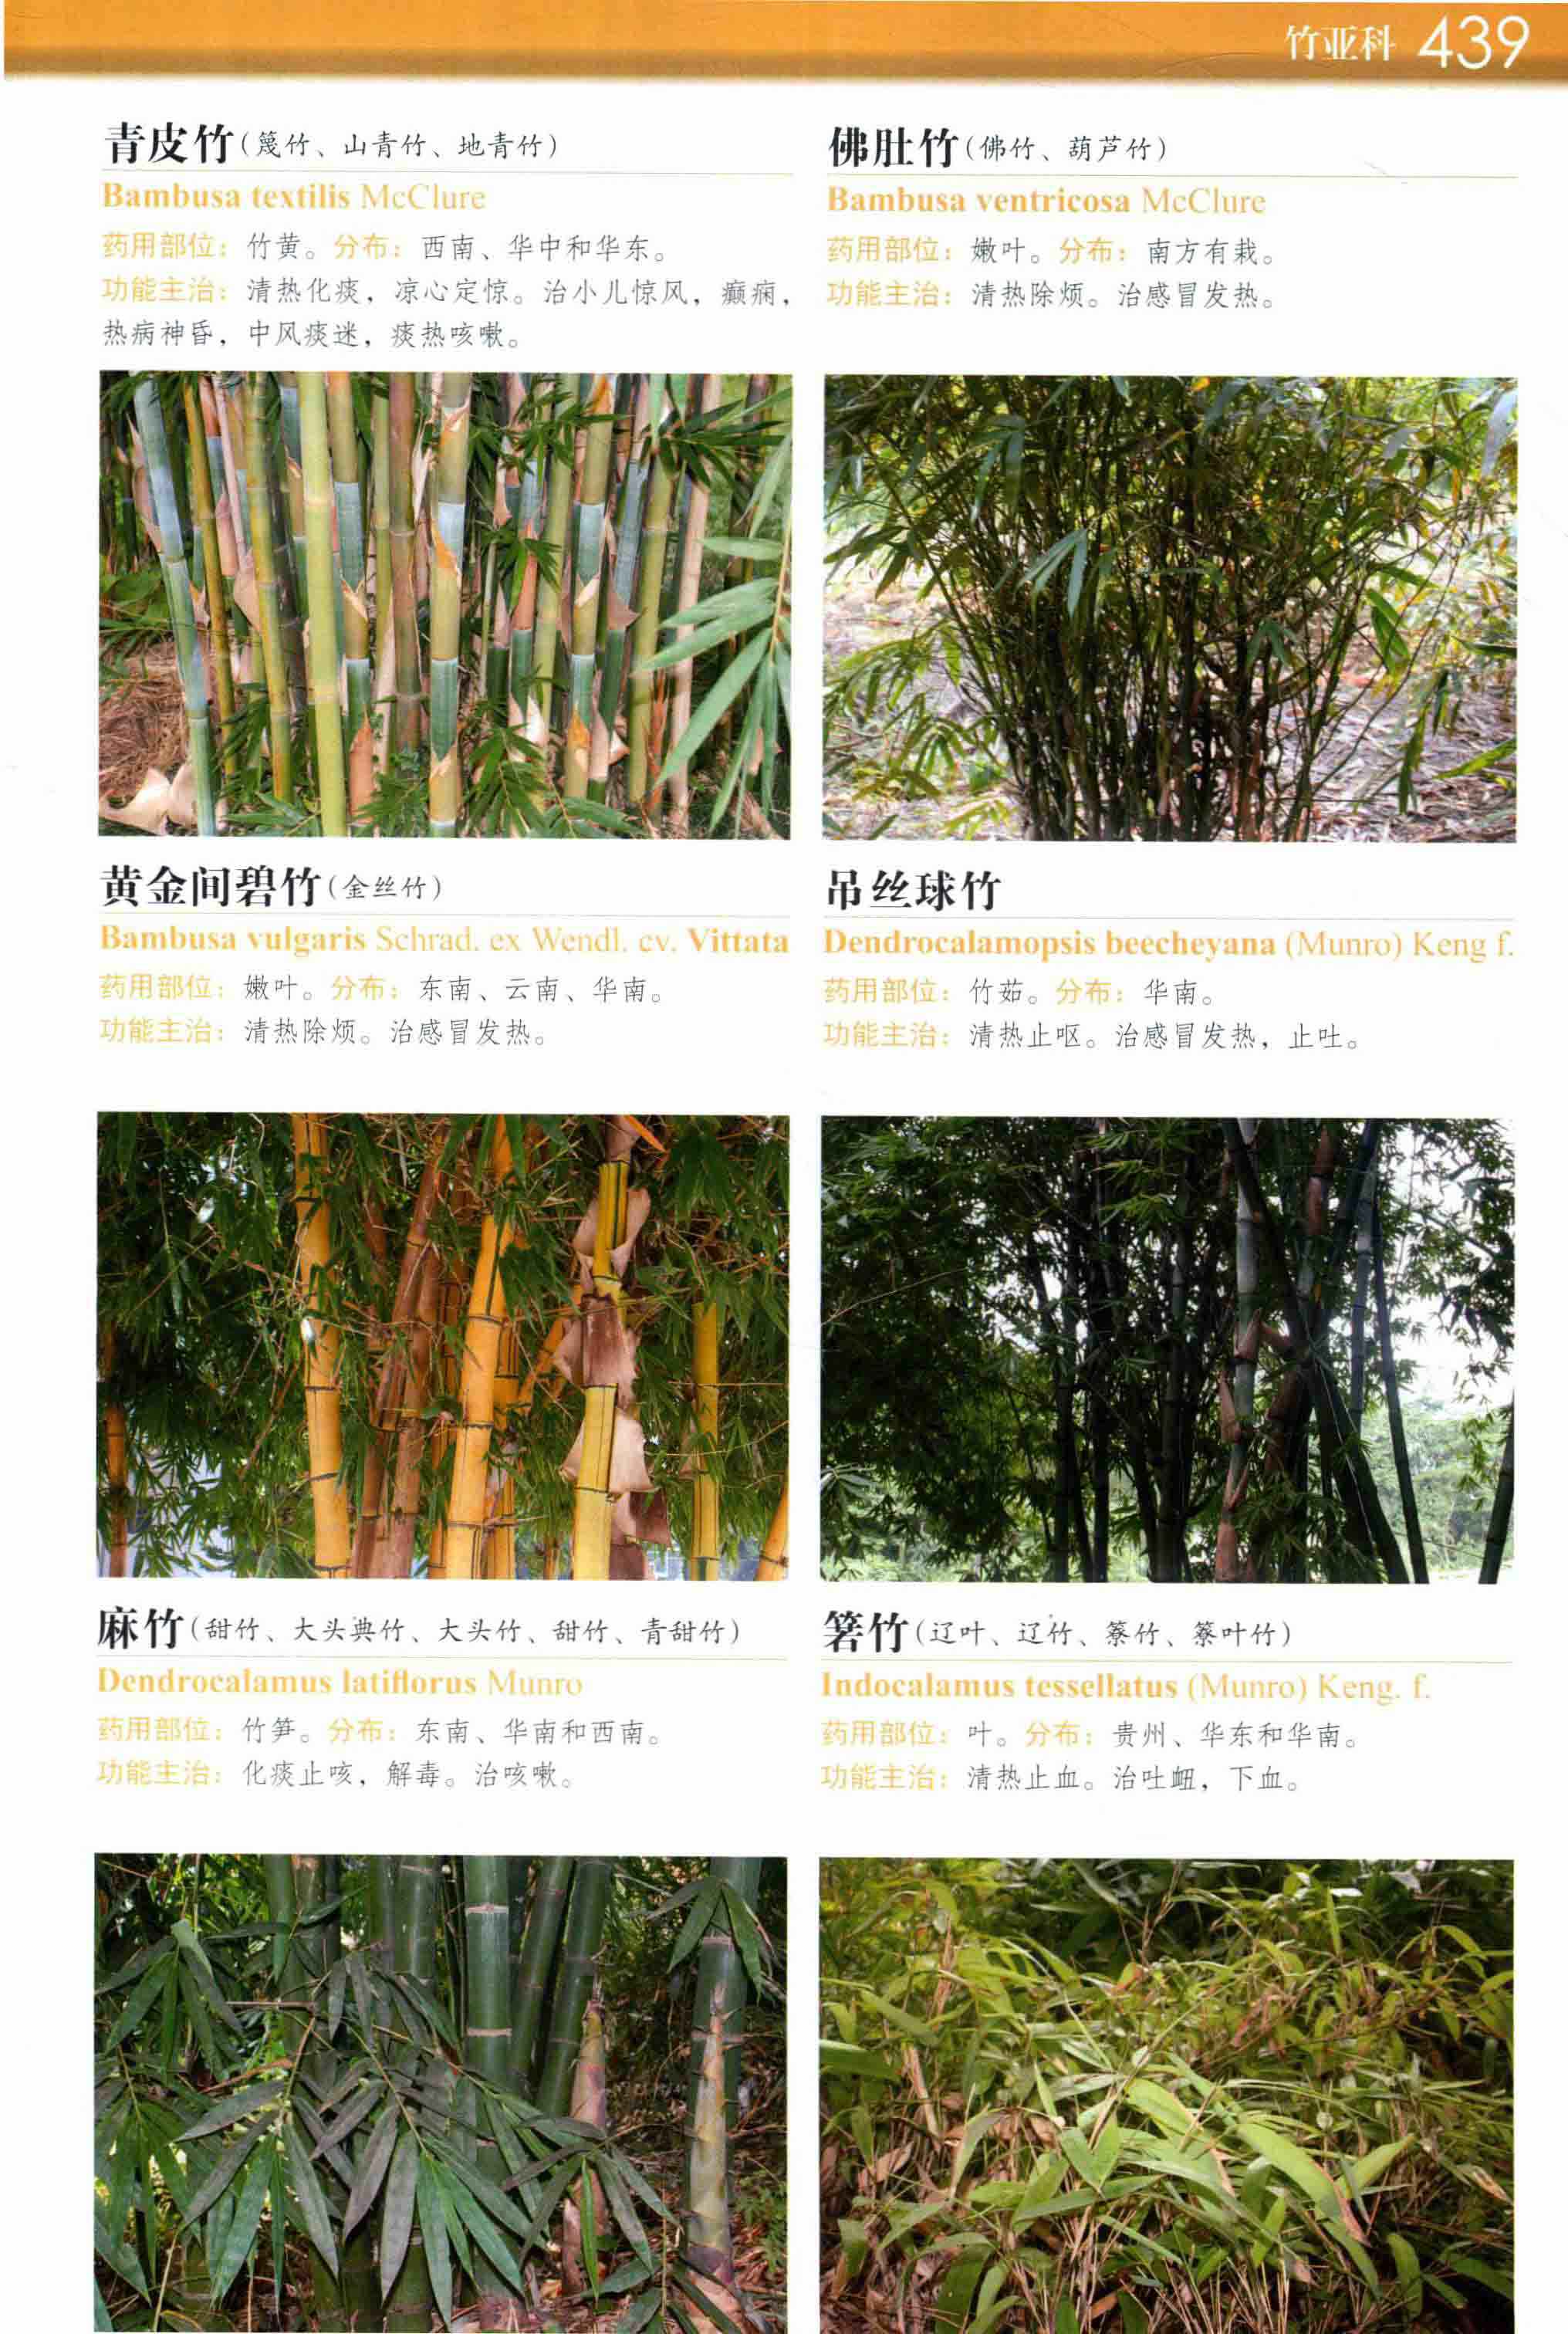 竹亚科 439
青皮竹(篾竹、山青竹、地青竹)
Bambusa textilis McClure
药用部位：竹黄。分布：西南、华中和华东。
功能主治：清热化痰，凉心定惊。治小儿惊风，癫痫，
热病神昏，中风痰迷，痰热咳嗽。
佛肚竹(佛竹、葫芦竹)
Bambusa ventricosa McClure
药用部位：嫩叶。分布：南方有栽。
功能主治：清热除烦。治感冒发热。
黄金间碧竹(金丝竹)
Bambusa vulgaris Schrad. ex Wendl. cv. Vittata
药用部位：嫩叶。分布：东南、云南、华南。
功能主治：清热除烦。治感冒发热。
吊丝球竹
Dendrocalamopsis beecheyana (Munro) Keng f.
药用部位：竹茹。分布：华南。
功能主治：清热止呕。治感冒发热，止吐。
麻竹(甜竹、大头典竹、大头竹、甜竹、青甜竹)
Dendrocalamus latiflorus Munro
药用部位：竹笋。分布：东南、华南和西南。
功能主治：化痰止咳，解毒。治咳嗽。
箬竹(辽叶、辽竹、簝竹、簝叶竹)
Indocalamus tessellatus (Munro) Keng. f.
药用部位：叶。分布：贵州、华东和华南。
功能主治：清热止血。治吐衄，下血。